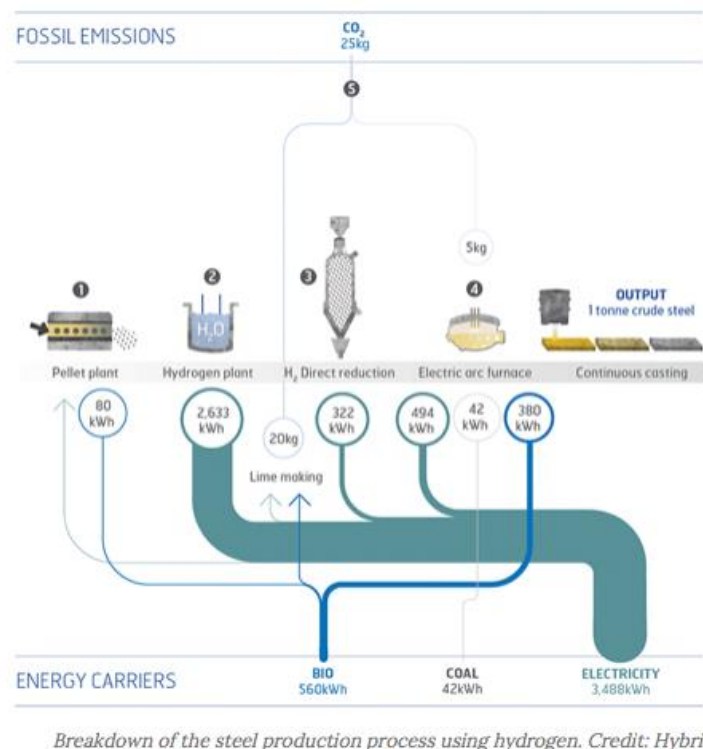 FOSSIL EMISSIONS
CO₂
25kg
5
5kg
1
2
3
4
H₂O
OUTPUT
1 tonne crude steel
Pellet plant
Hydrogen plant
H₂ Direct reduction
Electric arc furnace
Continuous casting
80
kWh
2,633
kWh
20kg
322
kWh
494
kWh
42
kWh
380
kWh
Lime making
ENERGY CARRIERS
BIO
560kWh
COAL
42kWh
ELECTRICITY
3,488kWh
Breakdown of the steel production process using hydrogen. Credit: Hybri